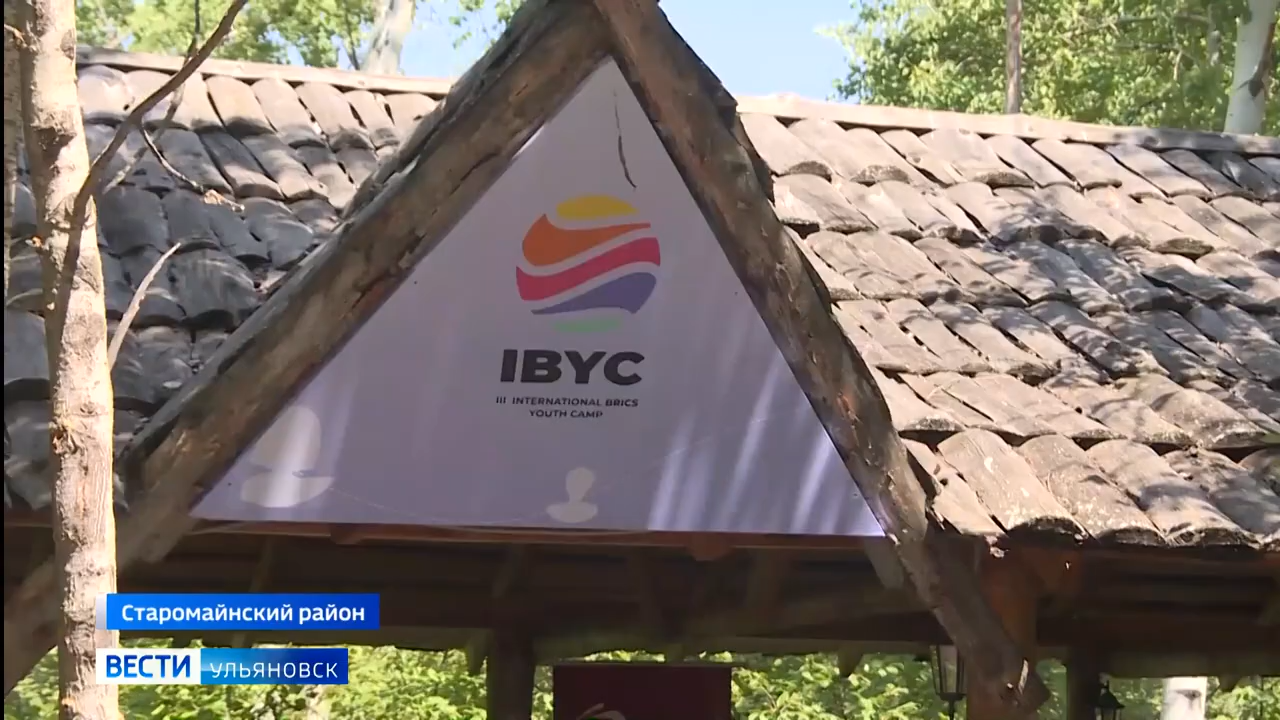 IBYC
III INTERNATIONAL BRICS
YOUTH CAMP
Старомайнский район
ВЕСТИ УЛЬЯНОВСК